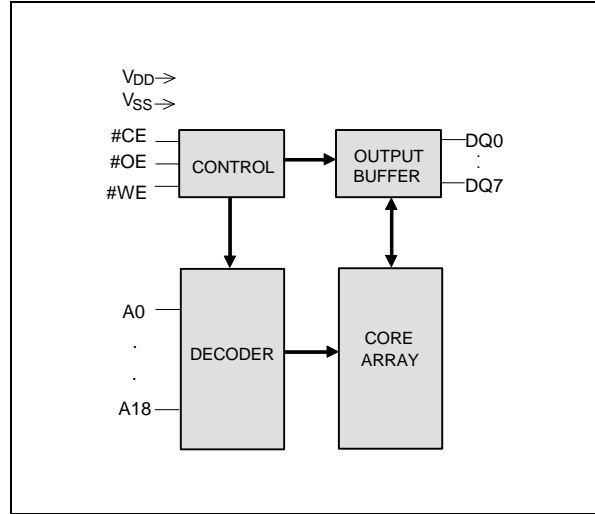 VDD
VSS
#CE
#OE
#WE
CONTROL
OUTPUT
BUFFER
DQ0
:
DQ7
A0
.
.
A18
DECODER
CORE
ARRAY